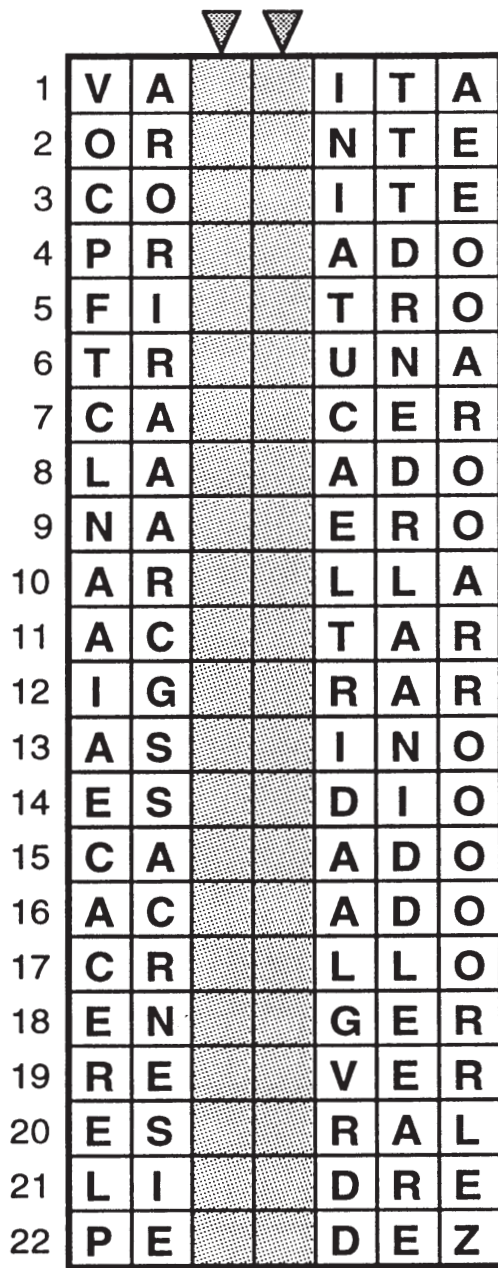 1 V A I T A
2 O R N T E
3 C O I T E
4 P R A D O
5 F I T R O
6 T R U N A
7 C A C E R
8 L A A D O
9 N A E R O
10 A R L L A
11 A C T A R
12 I G R A R
13 A S I N O
14 E S D I O
15 C A A D O
16 A C A D O
17 C R L L O
18 E N G E R
19 R E V E R
20 E S R A L
21 L I D R E
22 P E D E Z